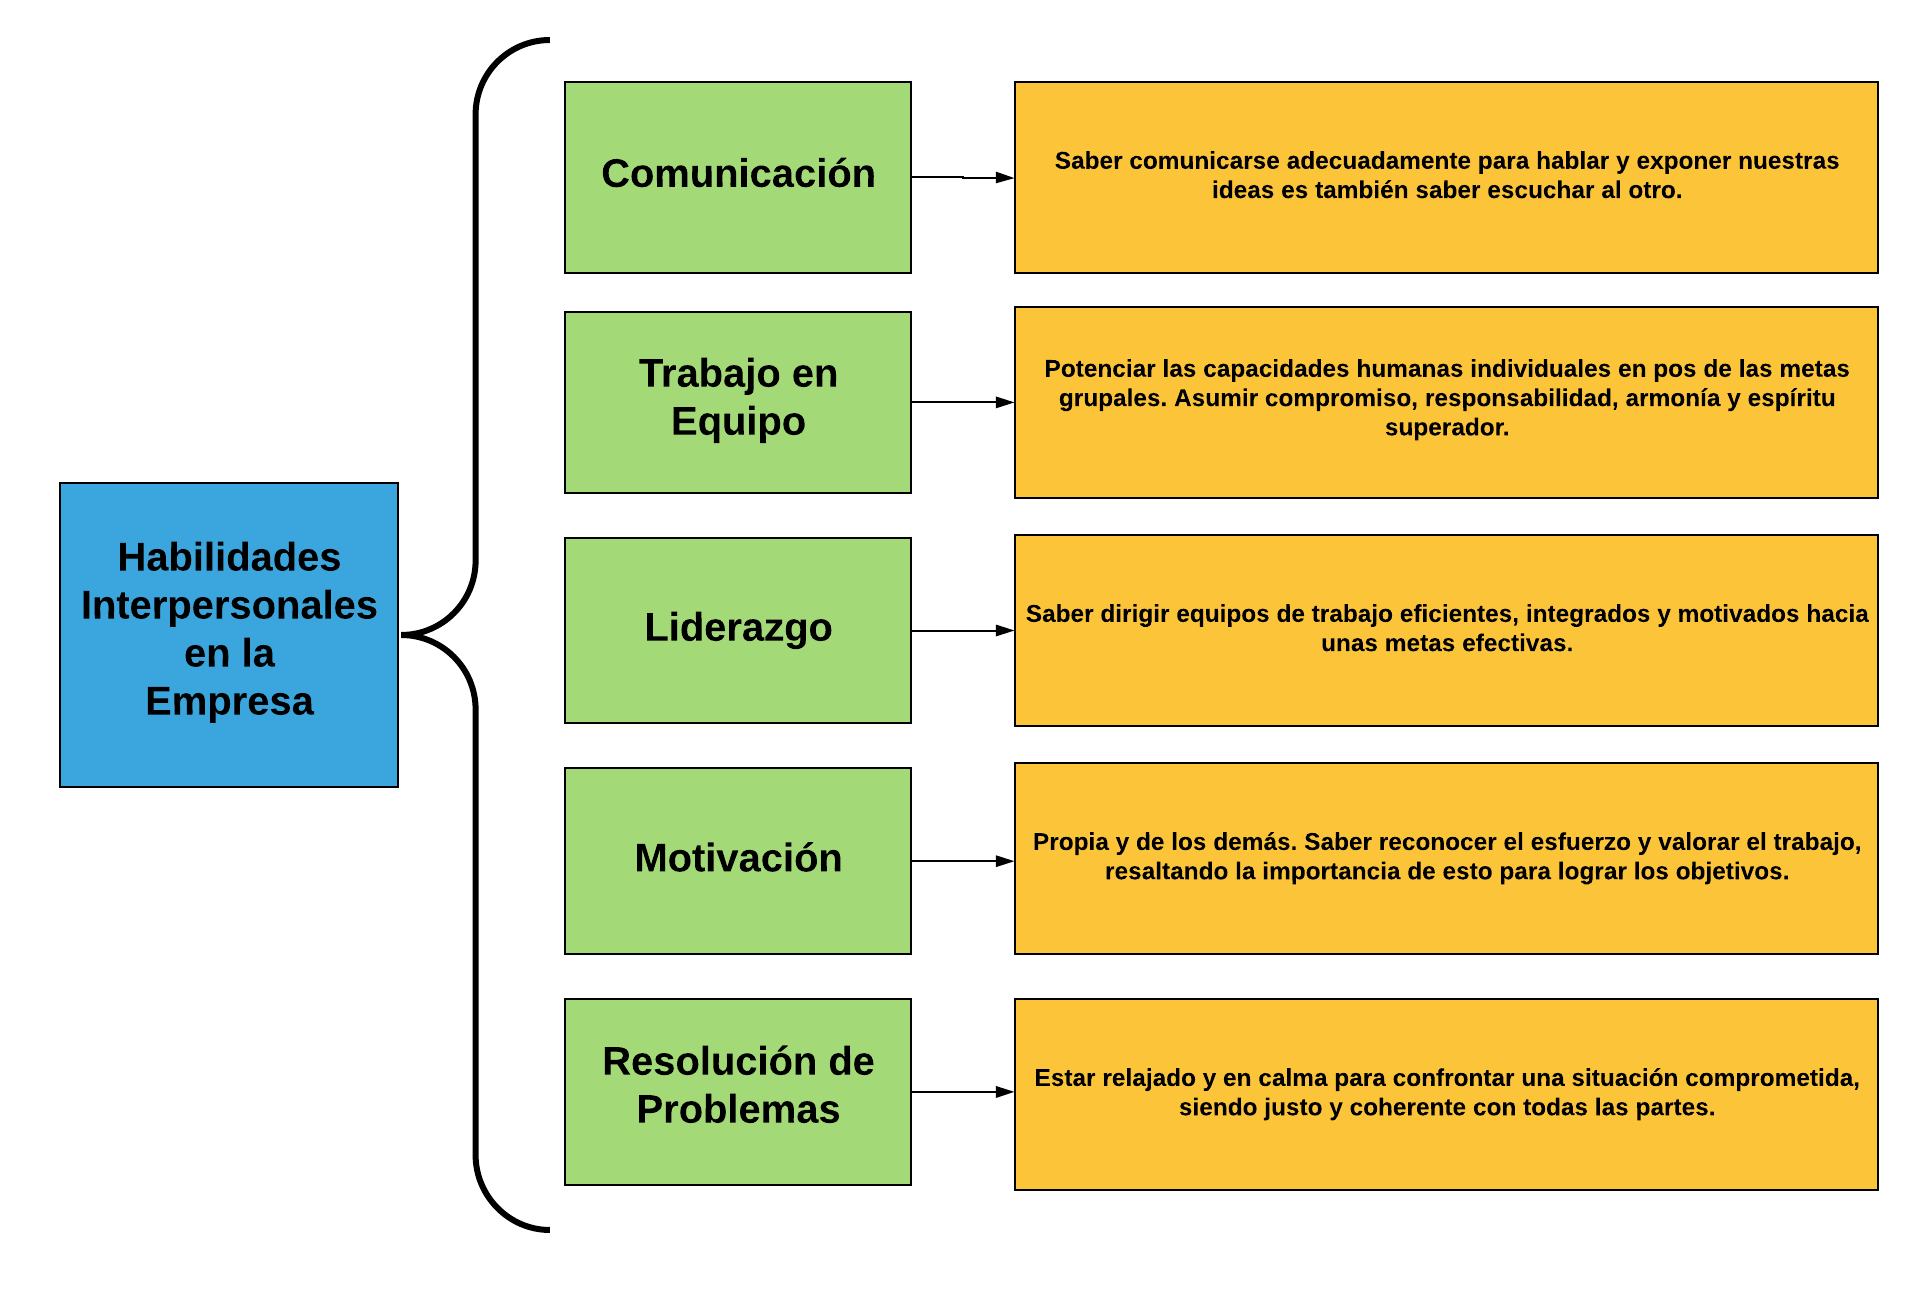 Habilidades
Interpersonales
en la
Empresa
Comunicación
Saber comunicarse adecuadamente para hablar y exponer nuestras
ideas es también saber escuchar al otro.
Trabajo en
Equipo
Potenciar las capacidades humanas individuales en pos de las metas
grupales. Asumir compromiso, responsabilidad, armonía y espíritu
superador.
Liderazgo
Saber dirigir equipos de trabajo eficientes, integrados y motivados hacia
unas metas efectivas.
Motivación
Propia y de los demás. Saber reconocer el esfuerzo y valorar el trabajo,
resaltando la importancia de esto para lograr los objetivos.
Resolución de
Problemas
Estar relajado y en calma para confrontar una situación comprometida,
siendo justo y coherente con todas las partes.